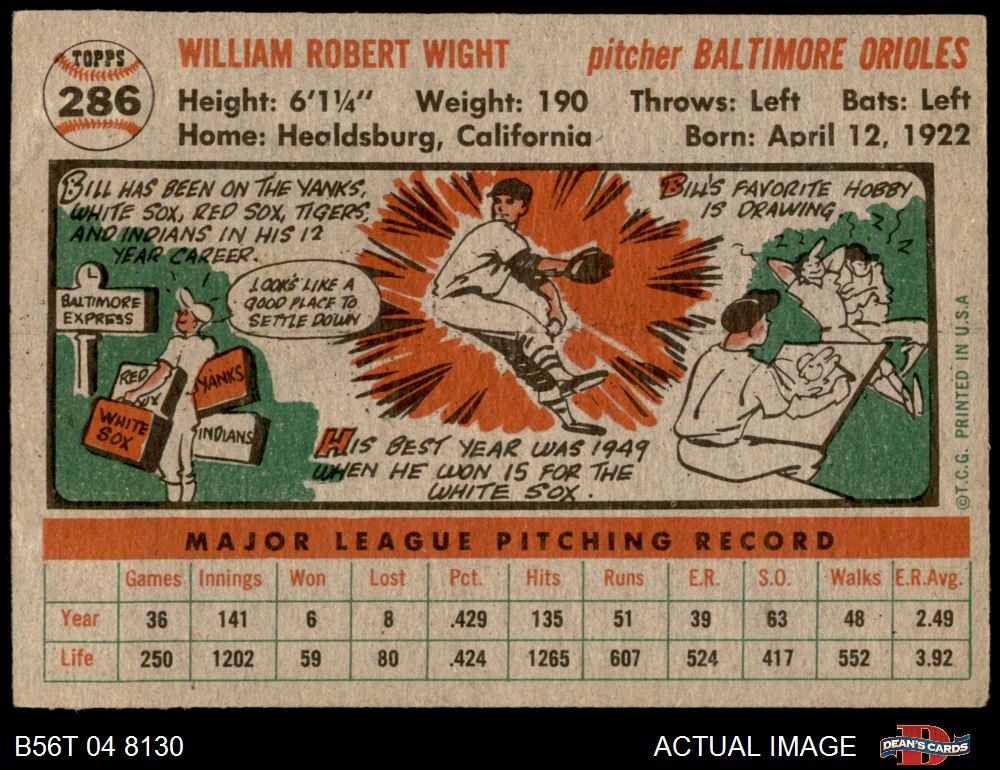 TOPPS
286
WILLIAM ROBERT WIGHT
pitcher BALTIMORE ORIOLES
Height: 6'1¼" Weight: 190 Throws: Left Bats: Left
Home: Healdsburg, California Born: April 12, 1922
BILL HAS BEEN ON THE YANKS,
WHITE SOX, RED SOX, TIGERS,
AND INDIANS IN HIS 12
YEAR CAREER.
BALTIMORE
EXPRESS
LOOKS LIKE A
GOOD PLACE TO
SETTLE DOWN
RED
YANKS
WHITE
SOX
INDIANS
HIS BEST YEAR WAS 1949
WHEN HE WON 15 FOR THE
WHITE SOX.
BILL'S FAVORITE HOBBY
IS DRAWING
Z Z Z Z Z
©T.C.G. PRINTED IN U.S.A
MAJOR LEAGUE PITCHING RECORD
Games Innings Won Lost Pct. Hits Runs E.R. S.O. Walks E.R.Avg.
Year 36 141 6 8 .429 135 51 39 63 48 2.49
Life 250 1202 59 80 .424 1265 607 524 417 552 3.92
B56T 04 8130
ACTUAL IMAGE
D
DEAN'S CARDS